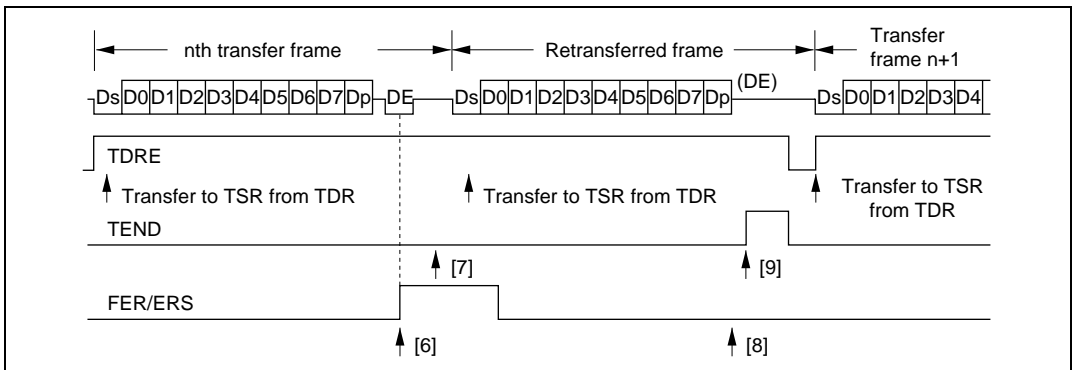 nth transfer frame
Retransferred frame
Transfer
frame n+1
Ds D0 D1 D2 D3 D4 D5 D6 D7 Dp DE
Ds D0 D1 D2 D3 D4 D5 D6 D7 Dp
(DE)
Ds D0 D1 D2 D3 D4
TDRE
Transfer to TSR from TDR
Transfer to TSR from TDR
Transfer to TSR
from TDR
TEND
[7]
[9]
FER/ERS
[6]
[8]